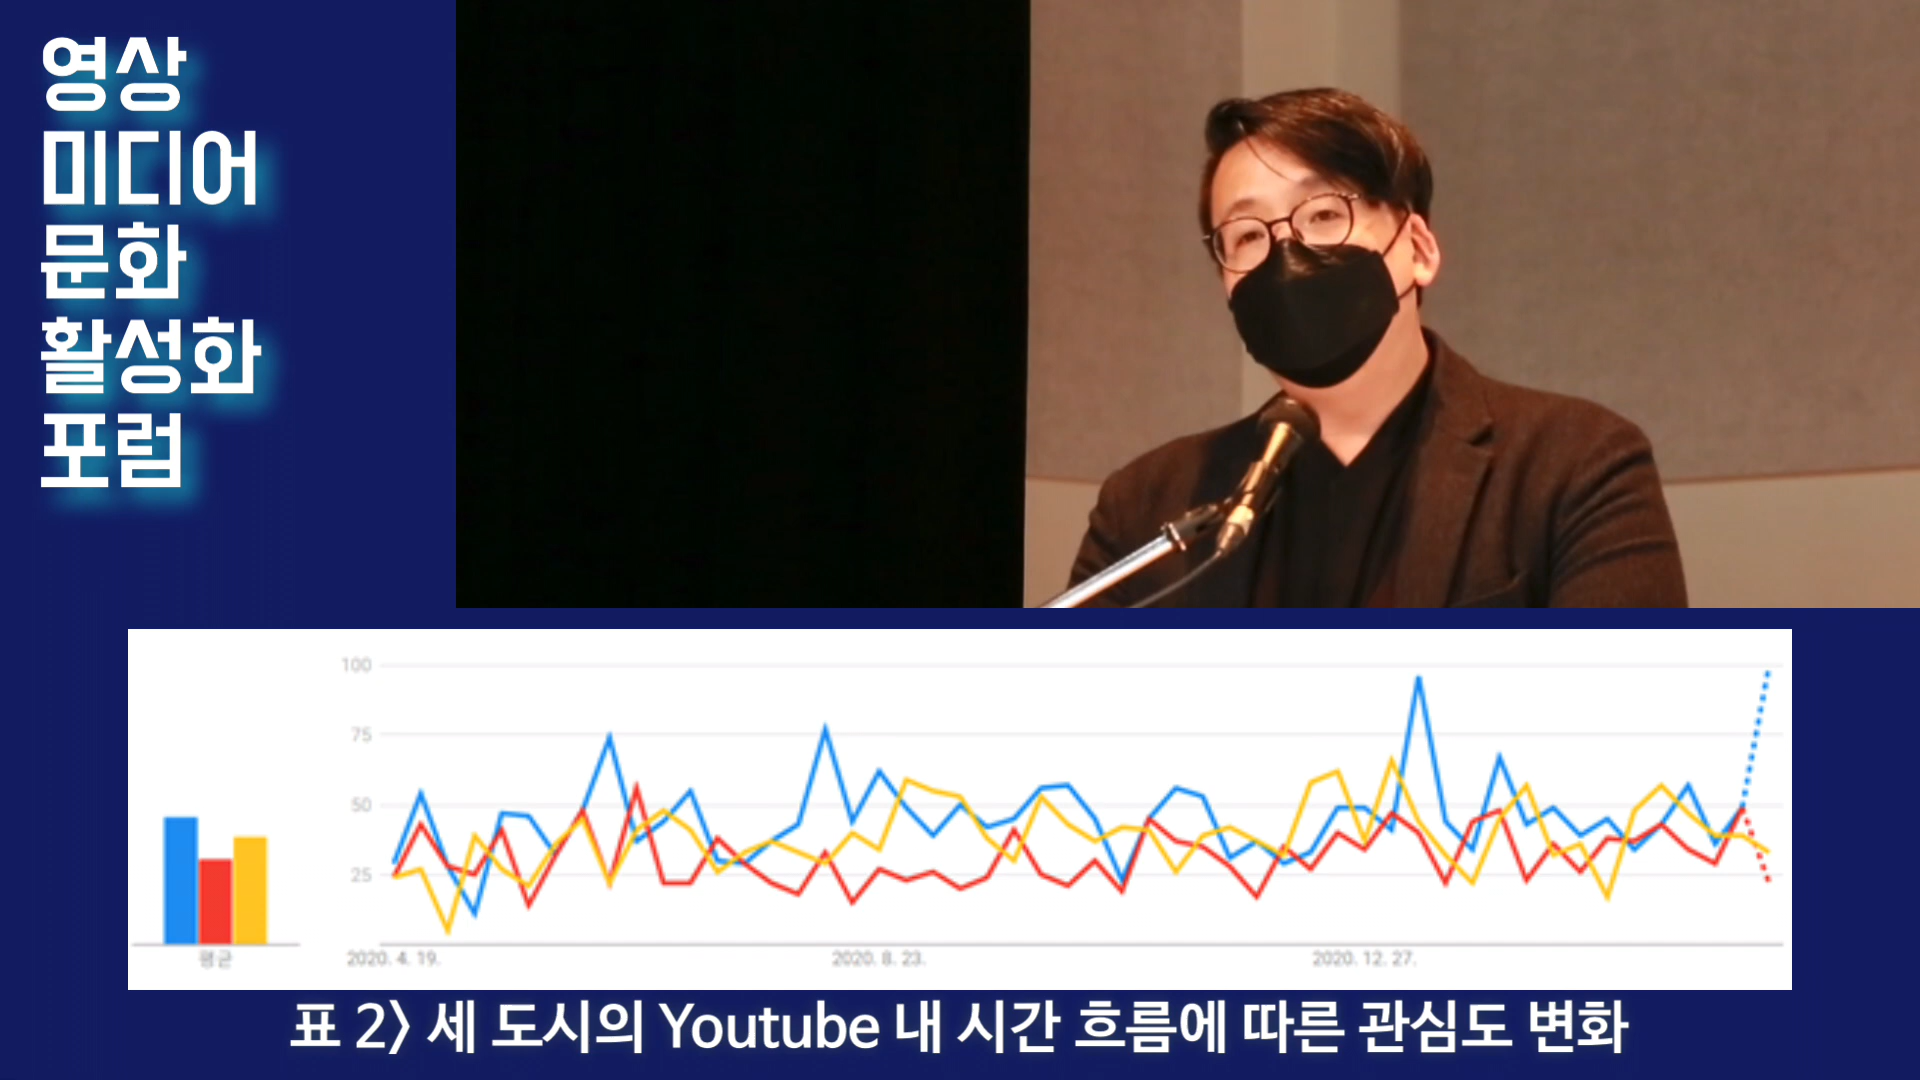 영상
미디어
문화
활성화
포럼
100
75
50
25
평균
2020. 4. 19.
2020. 8. 23.
2020. 12. 27.
표 2> 세 도시의 Youtube 내 시간 흐름에 따른 관심도 변화